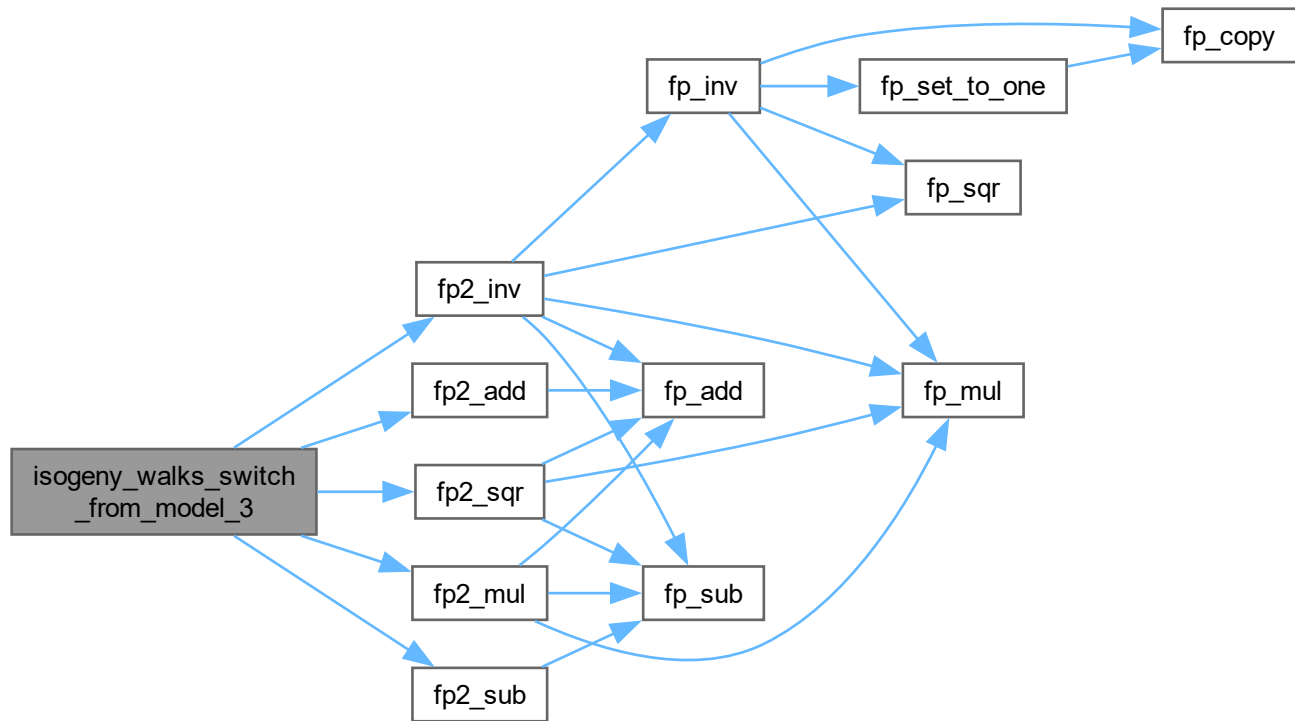 fp_copy
fp_inv
fp_set_to_one
fp_sqr
fp2_inv
fp2_add
fp_add
fp_mul
isogeny_walks_switch
_from_model_3
fp2_sqr
fp2_mul
fp_sub
fp2_sub